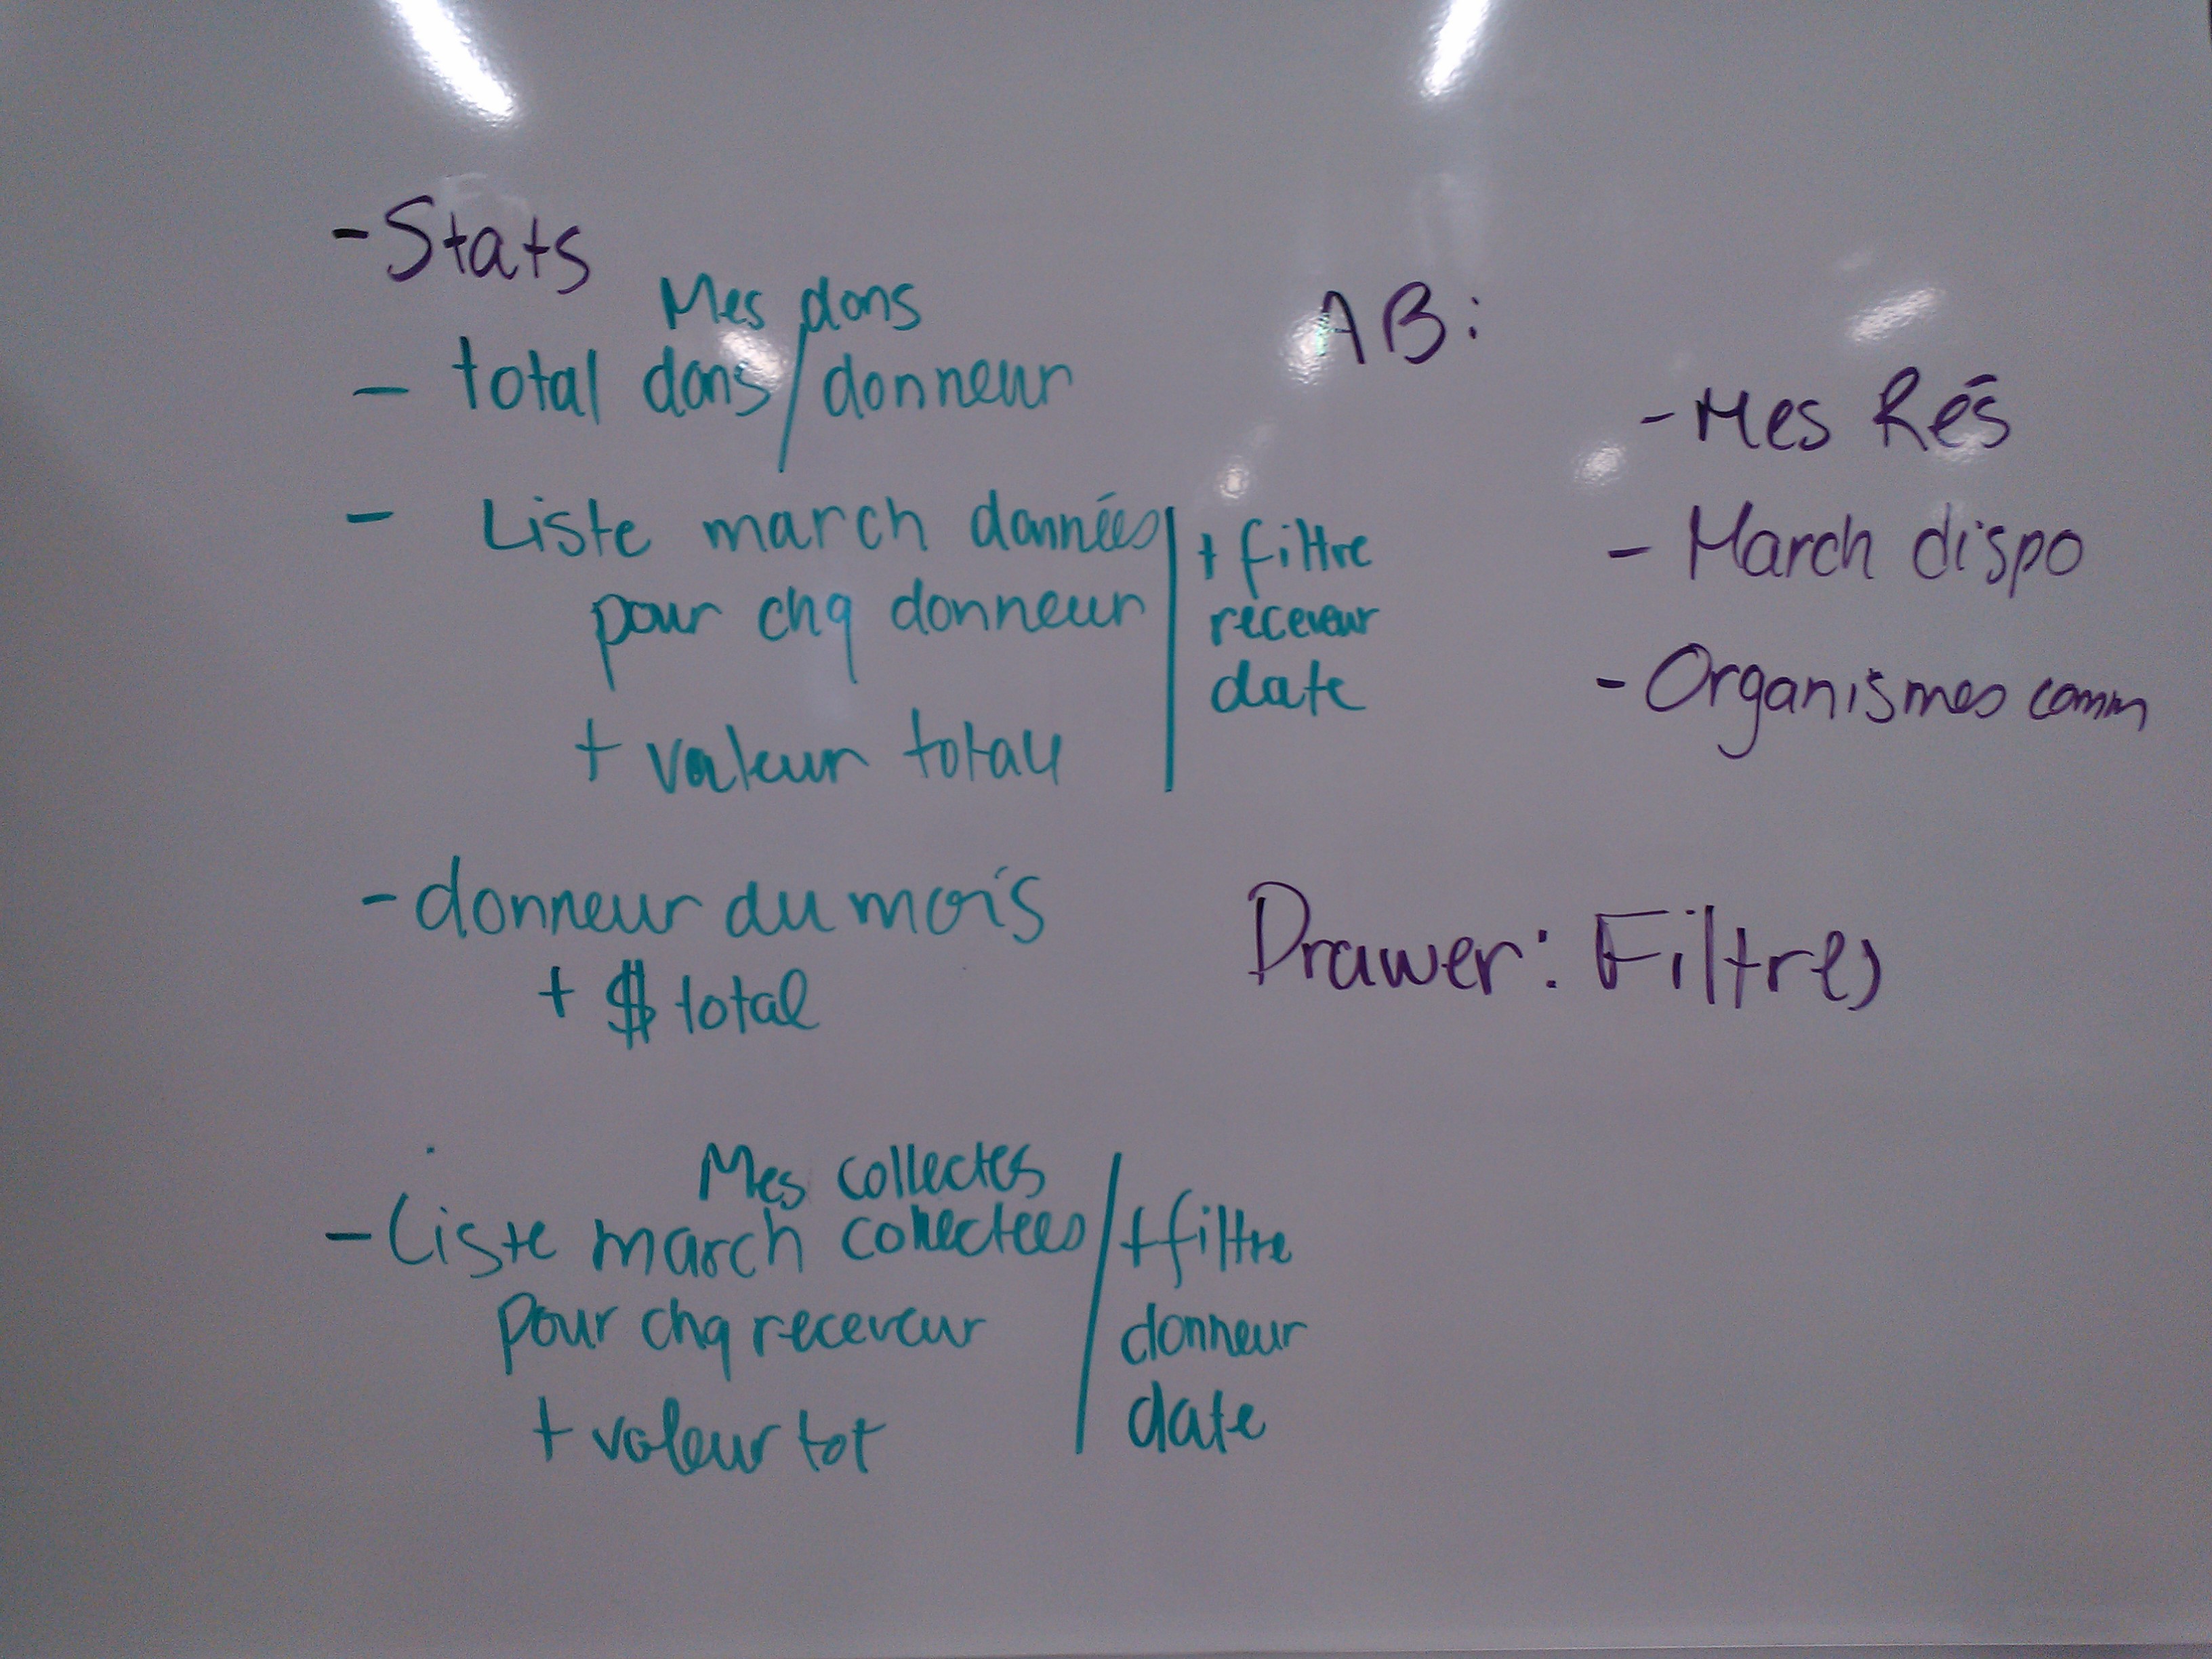 - Stats
Mes dons
- total dons / donneur
- Liste march données
pour chq donneur
+ valeur totale
+ filtre
receveur
date
- donneur du mois
+ $ total
Mes collectes
- Liste march collectées
pour chq receveur
+ valeur tot
+ filtre
donneur
date
AB:
- Mes Rés
- March dispo
- Organismes comm
Drawer: Filtres